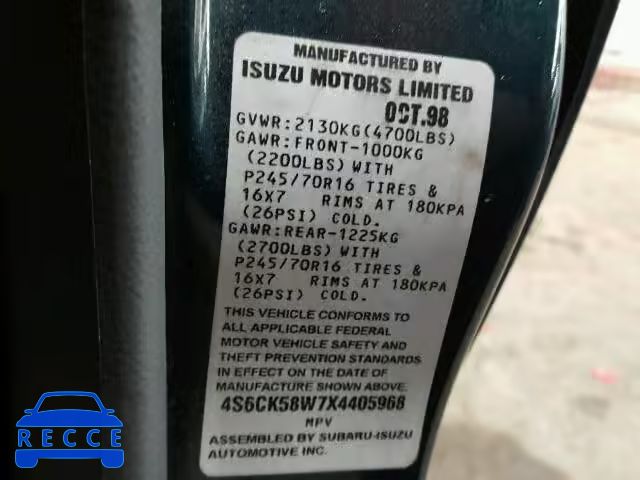 MANUFACTURED BY
ISUZU MOTORS LIMITED
OCT.98
GVWR:2130KG(4700LBS)
GAWR:FRONT-1000KG
(2200LBS) WITH
P245/70R16 TIRES &
16X7 RIMS AT 180KPA
(26PSI) COLD.
GAWR:REAR-1225KG
(2700LBS) WITH
P245/70R16 TIRES &
16X7 RIMS AT 180KPA
(26PSI) COLD.
THIS VEHICLE CONFORMS TO
ALL APPLICABLE FEDERAL
MOTOR VEHICLE SAFETY AND
THEFT PREVENTION STANDARDS
IN EFFECT ON THE DATE OF
MANUFACTURE SHOWN ABOVE.
4S6CK58W7X4405968
MPV
ASSEMBLED BY SUBARU-ISUZU
AUTOMOTIVE INC.
RECCE